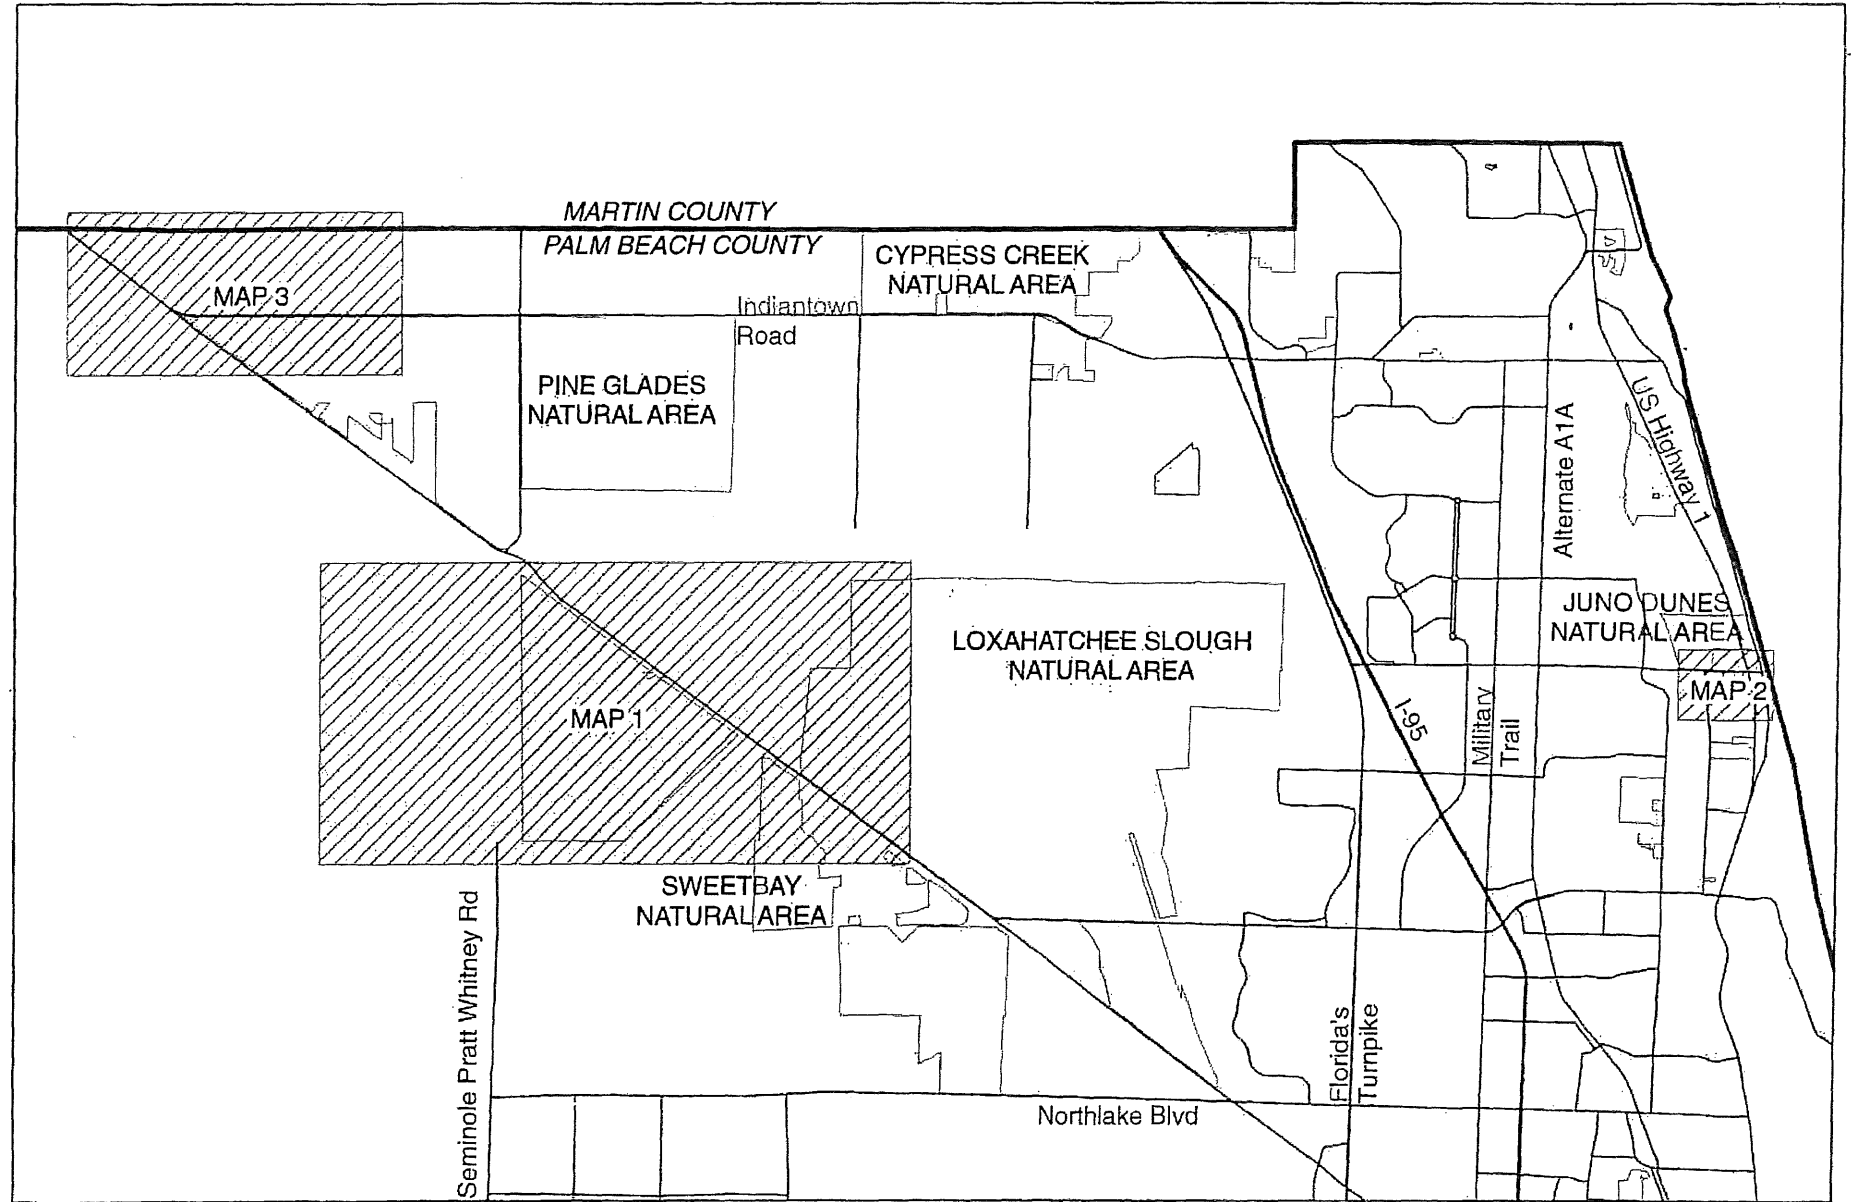 MARTIN COUNTY
PALM BEACH COUNTY
CYPRESS CREEK
NATURAL AREA
MAP 3
Indiantown
Road
PINE GLADES
NATURAL AREA
US Highway 1
Alternate A1A
JUNO DUNES
NATURAL AREA
LOXAHATCHEE SLOUGH
NATURAL AREA
MAP 2
MAP 1
I-95
Military
Trail
SWEETBAY
NATURAL AREA
Seminole Pratt Whitney Rd
Florida's
Turnpike
Northlake Blvd